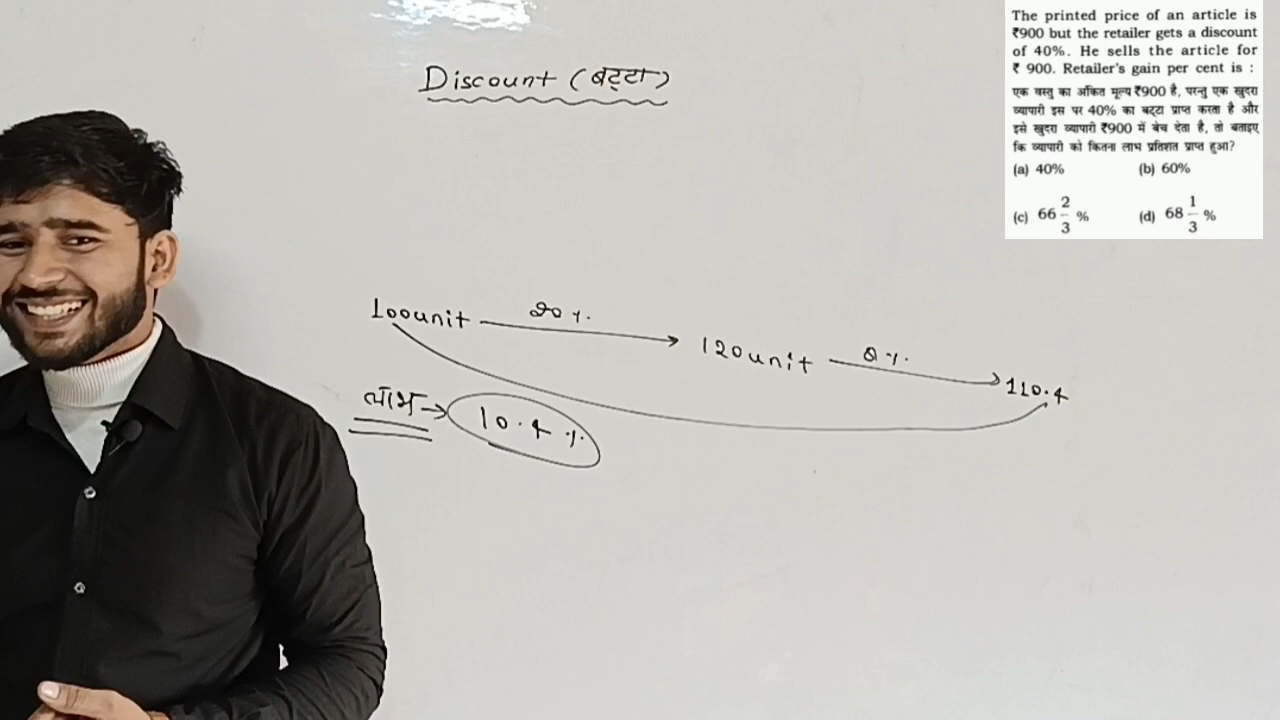 Discount (बट्टा)
100unit 20%. 120unit 8%. 110.4
लाभ→ 10.4%
The printed price of an article is
₹900 but the retailer gets a discount
of 40%. He sells the article for
₹ 900. Retailer's gain per cent is :
एक वस्तु का अंकित मूल्य ₹900 है, परन्तु एक खुदरा
व्यापारी इस पर 40% का बट्टा प्राप्त करता है और
इसे खुदरा व्यापारी ₹900 में बेच देता है, तो बताइए
कि व्यापारी को कितना लाभ प्रतिशत प्राप्त हुआ?
(a) 40% (b) 60%
(c) 66 2/3 % (d) 68 1/3 %